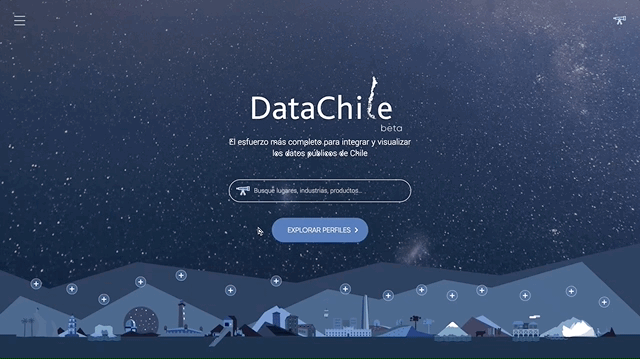 DataChile
beta
El esfuerzo más completo para integrar y visualizar
los datos públicos de Chile
Busque lugares, industrias, productos...
EXPLORAR PERFILES